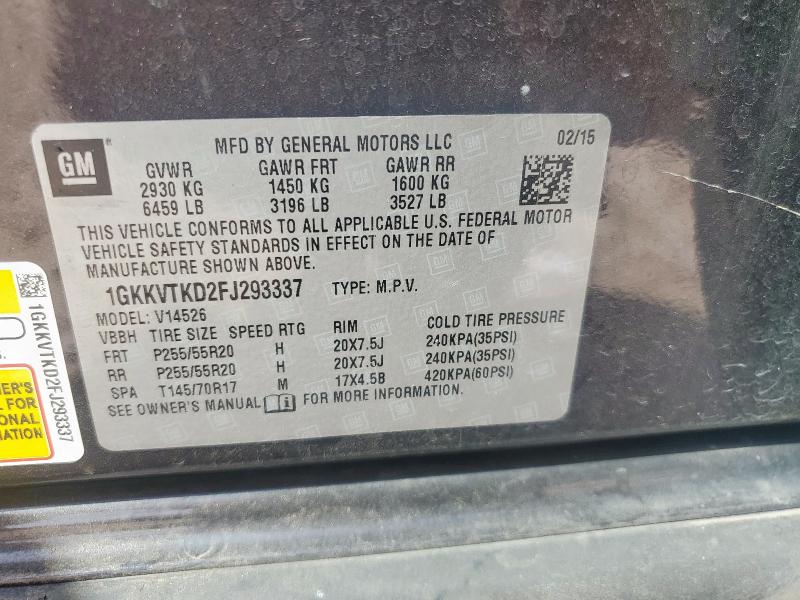 GM
MFD BY GENERAL MOTORS LLC 02/15
GVWR GAWR FRT GAWR RR
2930 KG 1450 KG 1600 KG
6459 LB 3196 LB 3527 LB
THIS VEHICLE CONFORMS TO ALL APPLICABLE U.S. FEDERAL MOTOR
VEHICLE SAFETY STANDARDS IN EFFECT ON THE DATE OF
MANUFACTURE SHOWN ABOVE.
1GKKVTKD2FJ293337 TYPE: M.P.V.
MODEL: V14526
VBBH TIRE SIZE SPEED RTG RIM COLD TIRE PRESSURE
FRT P255/55R20 H 20X7.5J 240KPA(35PSI)
RR P255/55R20 H 20X7.5J 240KPA(35PSI)
SPA T145/70R17 M 17X4.5B 420KPA(60PSI)
SEE OWNER'S MANUAL i FOR MORE INFORMATION.
1GKKVTKD2FJ293337
ER'S
L FOR
ONAL
ATION